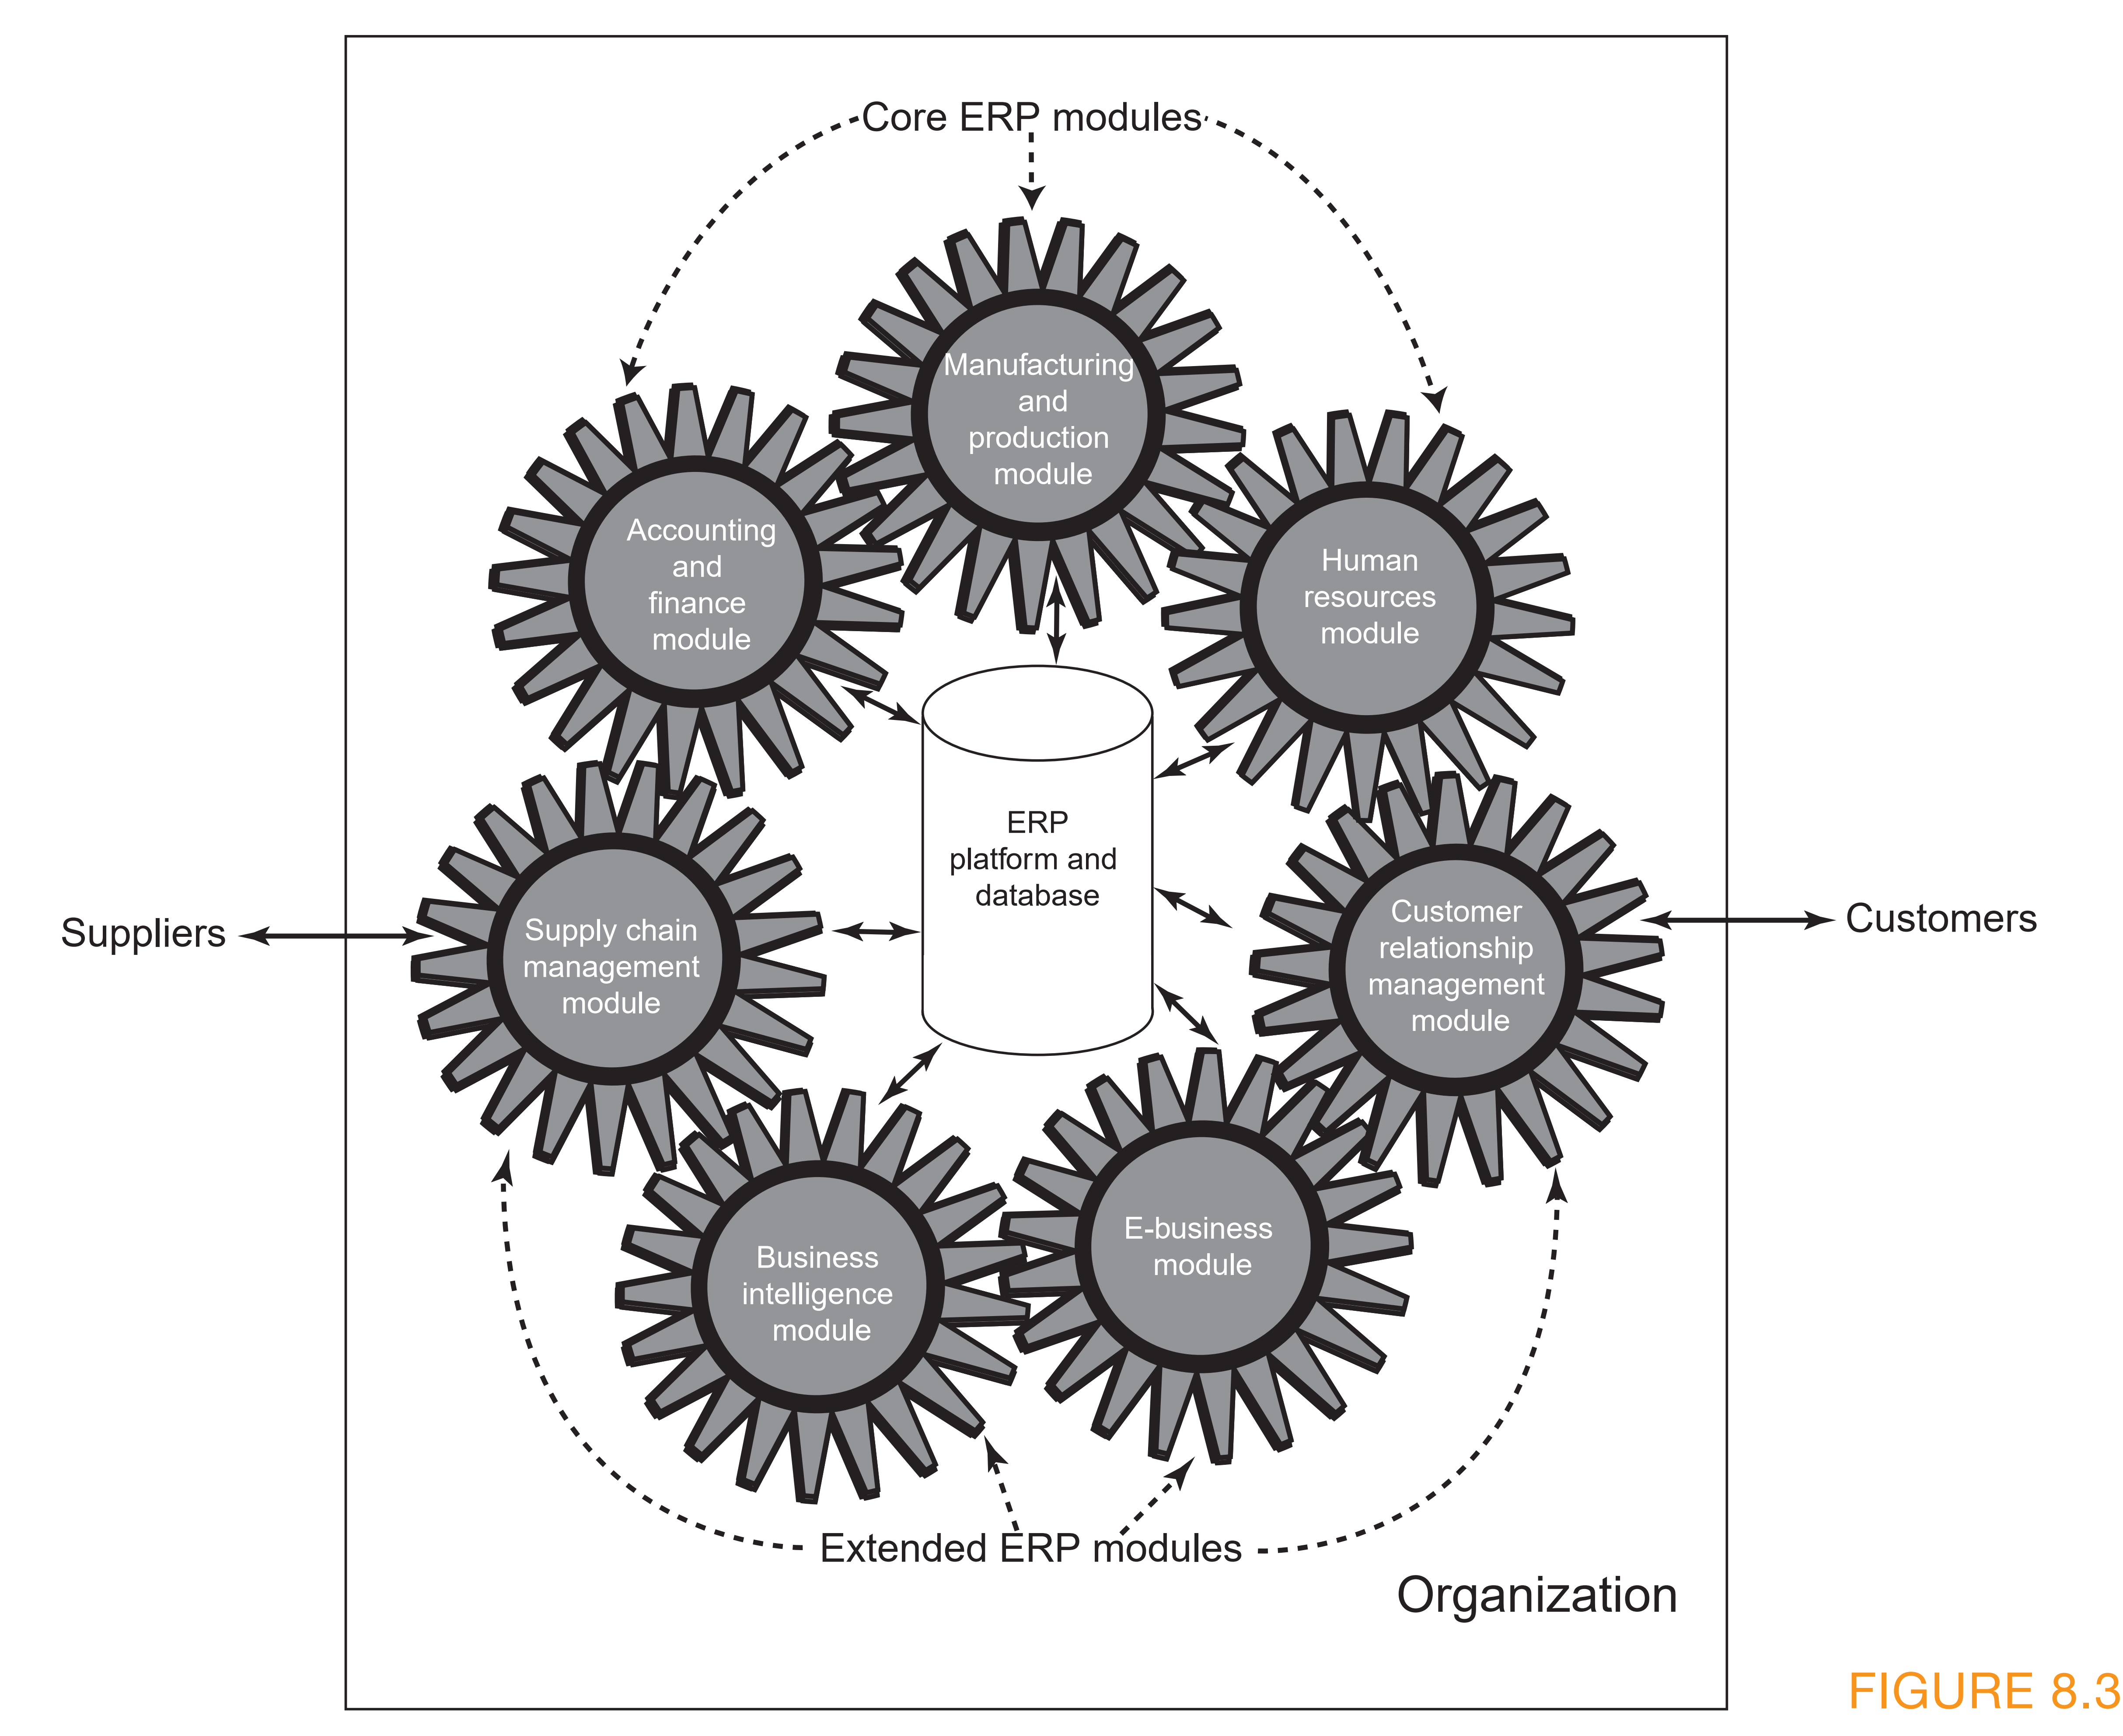 Core ERP modules
Manufacturing
and
production
module
Accounting
and
finance
module
Human
resources
module
ERP
platform and
database
Suppliers
Supply chain
management
module
Customer
relationship
management
module
Customers
Business
intelligence
module
E-business
module
Extended ERP modules
Organization
FIGURE 8.3